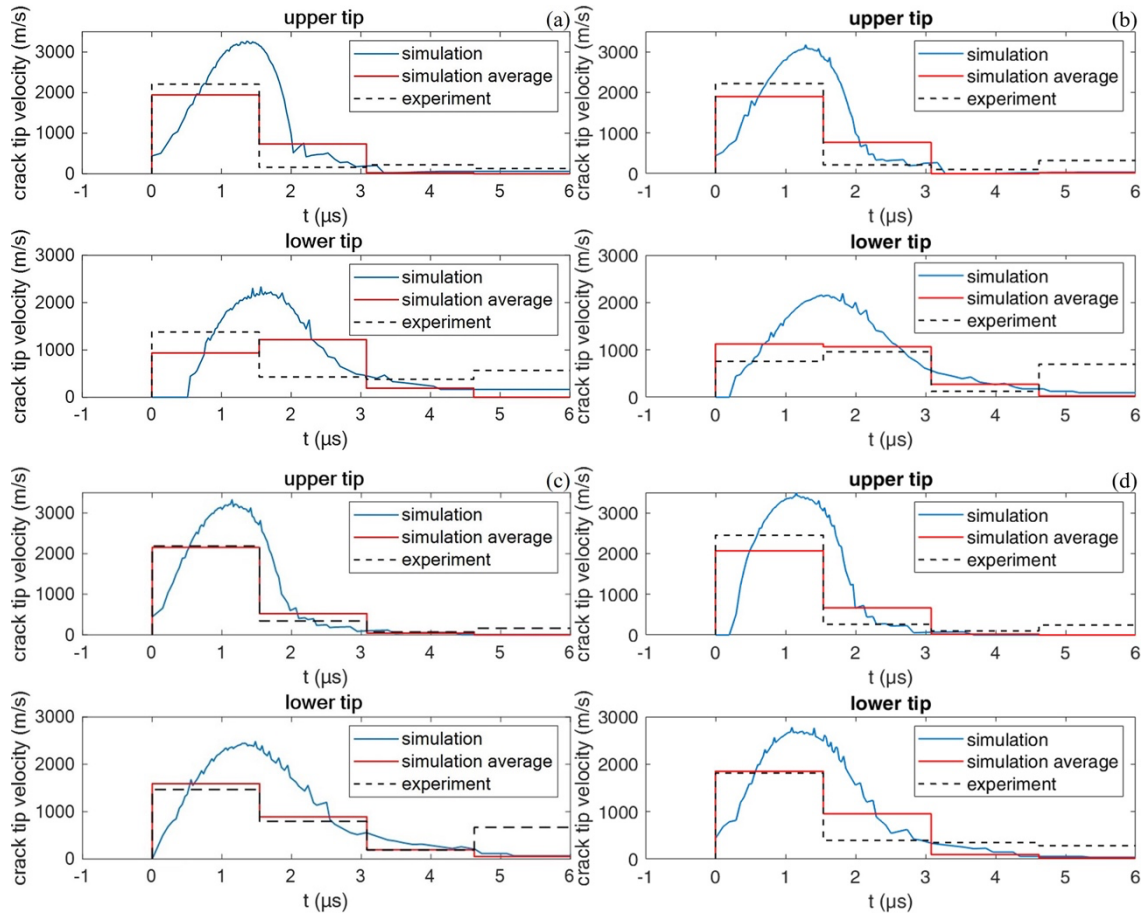 upper tip (a)
crack tip velocity (m/s)
3000
2000
1000
0
simulation
simulation average
experiment
-1 0 1 2 3 4 5 6
t (μs)
upper tip (b)
crack tip velocity (m/s)
3000
2000
1000
0
simulation
simulation average
experiment
-1 0 1 2 3 4 5 6
t (μs)
lower tip
crack tip velocity (m/s)
3000
2000
1000
0
simulation
simulation average
experiment
-1 0 1 2 3 4 5 6
t (μs)
lower tip
crack tip velocity (m/s)
3000
2000
1000
0
simulation
simulation average
experiment
-1 0 1 2 3 4 5 6
t (μs)
upper tip (c)
crack tip velocity (m/s)
3000
2000
1000
0
simulation
simulation average
experiment
-1 0 1 2 3 4 5 6
t (μs)
upper tip (d)
crack tip velocity (m/s)
3000
2000
1000
0
simulation
simulation average
experiment
-1 0 1 2 3 4 5 6
t (μs)
lower tip
crack tip velocity (m/s)
3000
2000
1000
0
simulation
simulation average
experiment
-1 0 1 2 3 4 5 6
t (μs)
lower tip
crack tip velocity (m/s)
3000
2000
1000
0
simulation
simulation average
experiment
-1 0 1 2 3 4 5 6
t (μs)